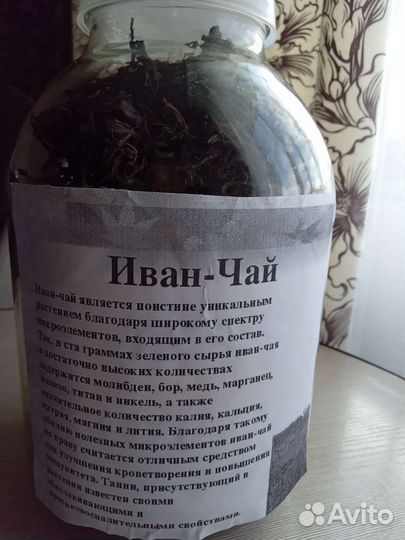 Иван-Чай
Иван-чай является поистине уникальным
растением благодаря широкому спектру
микроэлементов, входящим в его состав.
Так, в ста граммах зеленого сырья иван-чая
в достаточно высоких количествах
содержится молибден, бор, медь, марганец,
железо, титан и никель, а также
значительное количество калия, кальция,
натрия, магния и лития. Благодаря такому
обилию полезных микроэлементов иван-чай
по праву считается отличным средством
для улучшения кроветворения и повышения
иммунитета. Танин, присутствующий в
растении известен своими
обволакивающими и
противовоспалительными свойствами.
Avito